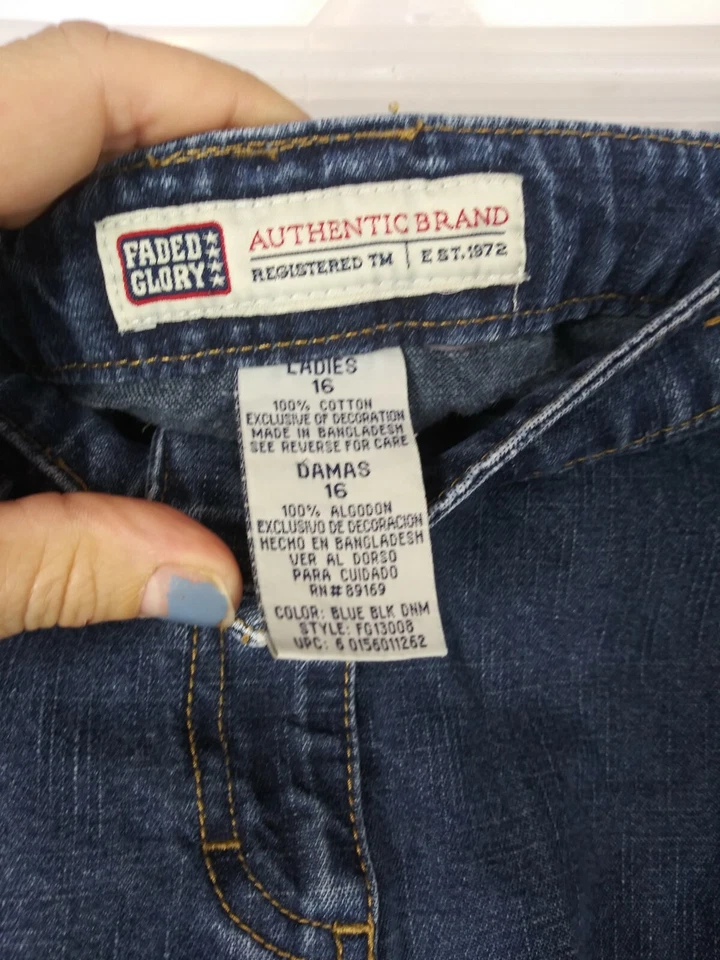 FADED
GLORY
AUTHENTIC BRAND
REGISTERED TM | EST.1972
LADIES
16
100% COTTON
EXCLUSIVE OF DECORATION
MADE IN BANGLADESH
SEE REVERSE FOR CARE
DAMAS
16
100% ALGODON
EXCLUSIVO DE DECORACION
HECHO EN BANGLADESH
VER AL DORSO
PARA CUIDADO
RN# 89169
COLOR: BLUE BLK DNM
STYLE: FG13008
UPC: 6 0156011262